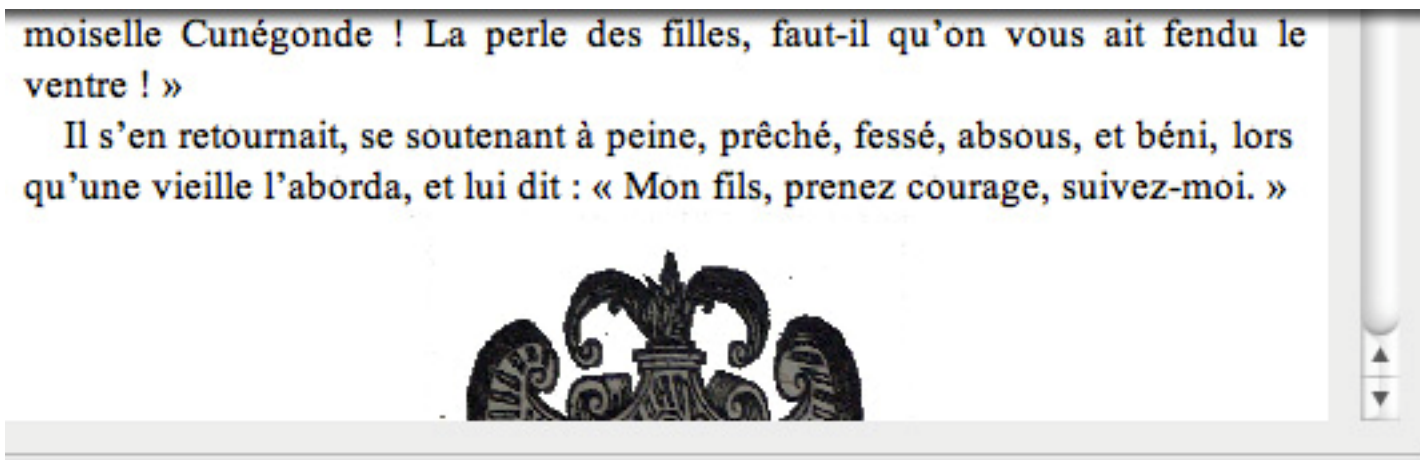 moiselle Cunégonde ! La perle des filles, faut-il qu’on vous ait fendu le
ventre ! »
Il s’en retournait, se soutenant à peine, prêché, fessé, absous, et béni, lors
qu’une vieille l’aborda, et lui dit : « Mon fils, prenez courage, suivez-moi. »